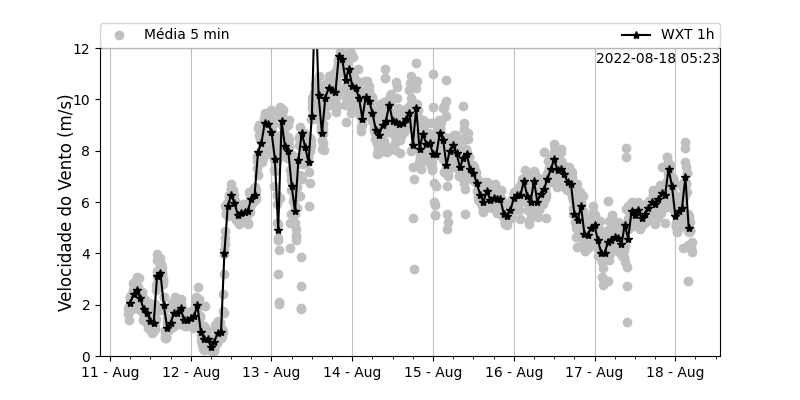 Média 5 min
WXT 1h
2022-08-18 05:23
Velocidade do Vento (m/s)
12
10
8
6
4
2
0
11 - Aug
12 - Aug
13 - Aug
14 - Aug
15 - Aug
16 - Aug
17 - Aug
18 - Aug